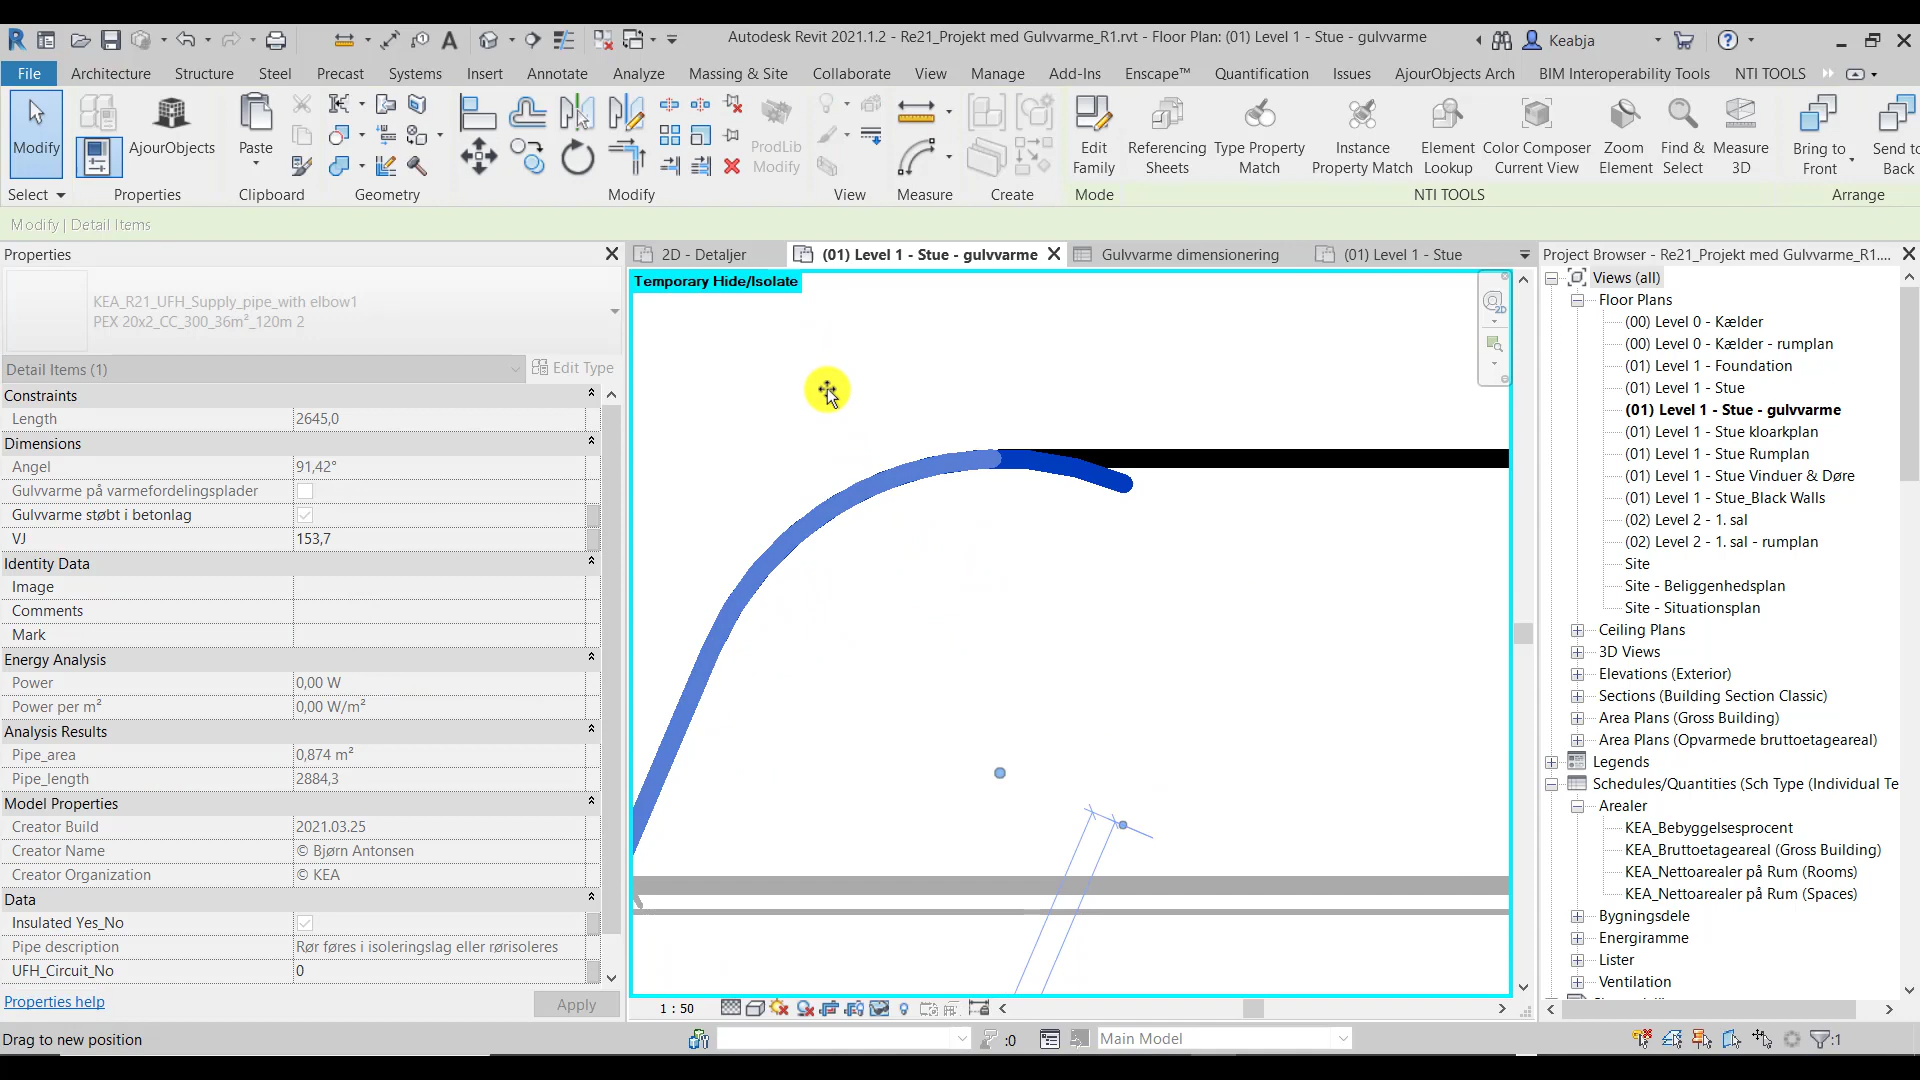 Autodesk Revit 2021.1.2 - Re21_Projekt med Gulvvarme_R1.rvt - Floor Plan: (01) Level 1 - Stue - gulvvarme
Keabja
File Architecture Structure Steel Precast Systems Insert Annotate Analyze Massing & Site Collaborate View Manage Add-Ins Enscape™ Quantification Issues AjourObjects Arch BIM Interoperability Tools NTI TOOLS
Modify
AjourObjects
Paste
ProdLib
Modify
Edit
Family
Referencing
Sheets
Type Property
Match
Instance
Property Match
Element
Lookup
Color Composer
Current View
Zoom
Element
Find &
Select
Measure
3D
Bring to
Front
Send to
Back
Select Properties Clipboard Geometry Modify View Measure Create Mode NTI TOOLS Arrange
Modify | Detail Items
Properties
2D - Detaljer
(01) Level 1 - Stue - gulvvarme
Gulvvarme dimensionering
(01) Level 1 - Stue
Project Browser - Re21_Projekt med Gulvvarme_R1....
KEA_R21_UFH_Supply_pipe_with elbow1
PEX 20x2_CC_300_36m²_120m 2
Detail Items (1)
Edit Type
Constraints
Length 2645,0
Dimensions
Angel 91,42°
Gulvvarme på varmefordelingsplader
Gulvvarme støbt i betonlag
VJ 153,7
Identity Data
Image
Comments
Mark
Energy Analysis
Power 0,00 W
Power per m² 0,00 W/m²
Analysis Results
Pipe_area 0,874 m²
Pipe_length 2884,3
Model Properties
Creator Build 2021.03.25
Creator Name © Bjørn Antonsen
Creator Organization © KEA
Data
Insulated Yes_No
Pipe description Rør føres i isoleringslag eller rørisoleres
UFH_Circuit_No 0
Properties help
Apply
Temporary Hide/Isolate
2D
Views (all)
Floor Plans
(00) Level 0 - Kælder
(00) Level 0 - Kælder - rumplan
(01) Level 1 - Foundation
(01) Level 1 - Stue
(01) Level 1 - Stue - gulvvarme
(01) Level 1 - Stue kloarkplan
(01) Level 1 - Stue Rumplan
(01) Level 1 - Stue Vinduer & Døre
(01) Level 1 - Stue_Black Walls
(02) Level 2 - 1. sal
(02) Level 2 - 1. sal - rumplan
Site
Site - Beliggenhedsplan
Site - Situationsplan
Ceiling Plans
3D Views
Elevations (Exterior)
Sections (Building Section Classic)
Area Plans (Gross Building)
Area Plans (Opvarmede bruttoetageareal)
Legends
Schedules/Quantities (Sch Type (Individual Te
Arealer
KEA_Bebyggelsesprocent
KEA_Bruttoetageareal (Gross Building)
KEA_Nettoarealer på Rum (Rooms)
KEA_Nettoarealer på Rum (Spaces)
Bygningsdele
Energiramme
Lister
Ventilation
1 : 50
Drag to new position
:0
Main Model
:1